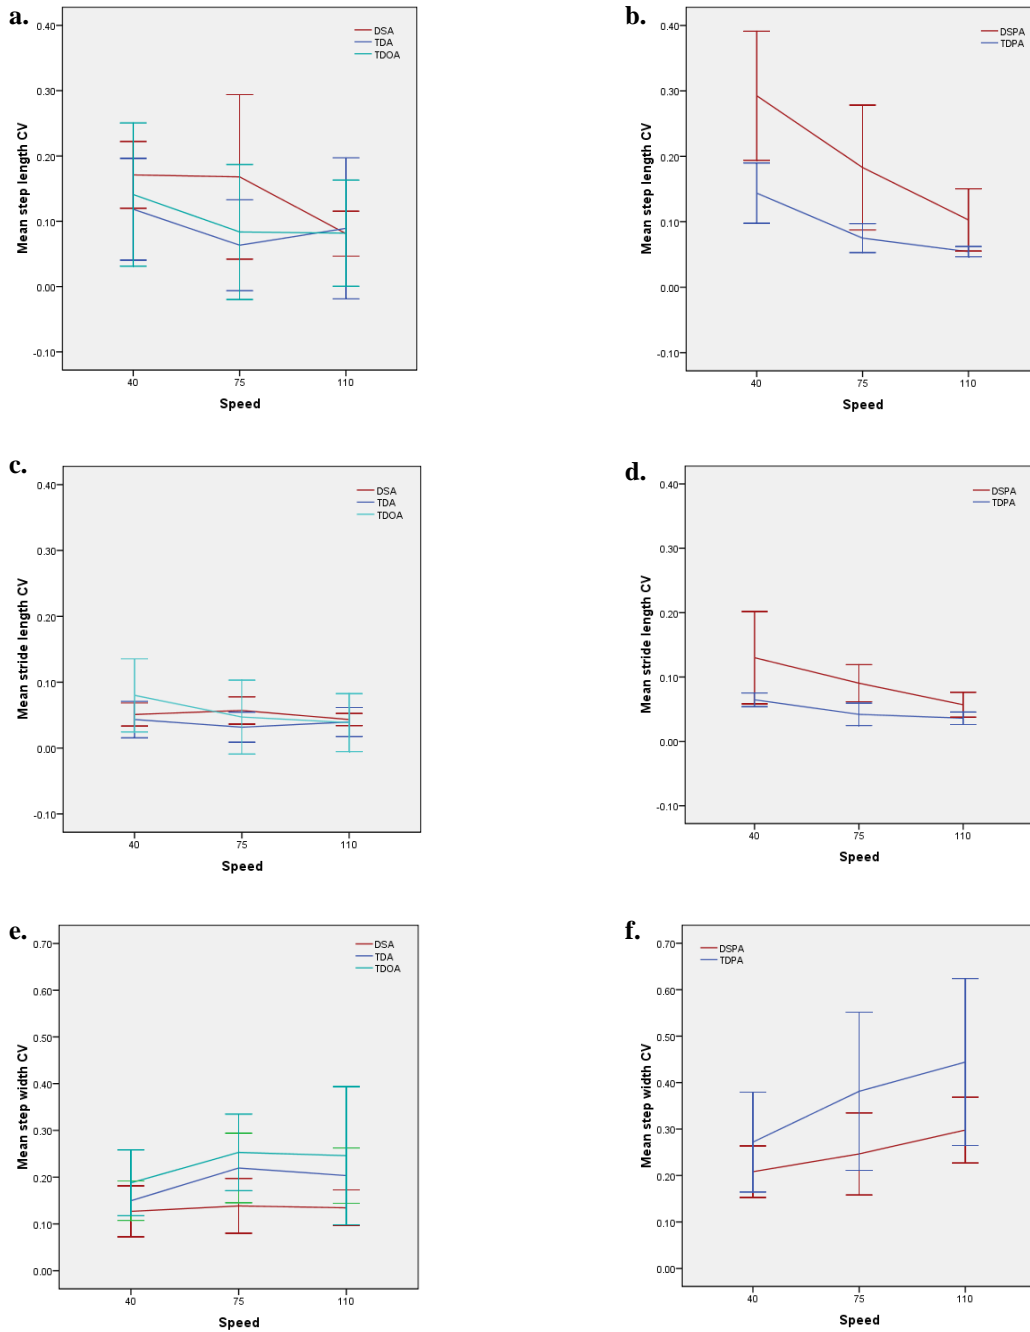 a.
DSA
TDA
TDOA
Mean step length CV
0.40
0.30
0.20
0.10
0.00
-0.10
40
75
110
Speed
b.
DSPA
TDPA
Mean step length CV
0.40
0.30
0.20
0.10
0.00
-0.10
40
75
110
Speed
c.
DSA
TDA
TDOA
Mean stride length CV
0.40
0.30
0.20
0.10
0.00
-0.10
40
75
110
Speed
d.
DSPA
TDPA
Mean stride length CV
0.40
0.30
0.20
0.10
0.00
-0.10
40
75
110
Speed
e.
DSA
TDA
TDOA
Mean step width CV
0.70
0.60
0.50
0.40
0.30
0.20
0.10
0.00
40
75
110
Speed
f.
DSPA
TDPA
Mean step width CV
0.70
0.60
0.50
0.40
0.30
0.20
0.10
0.00
40
75
110
Speed